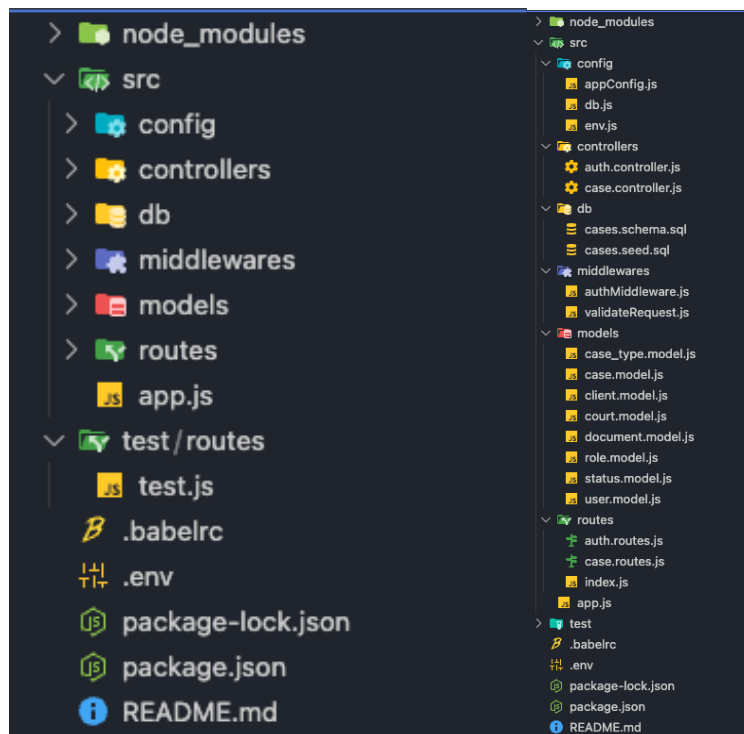 node_modules
src
config
controllers
db
middlewares
models
routes
app.js
test/routes
test.js
.babelrc
.env
package-lock.json
package.json
README.md
node_modules
src
config
appConfig.js
db.js
env.js
controllers
auth.controller.js
case.controller.js
db
cases.schema.sql
cases.seed.sql
middlewares
authMiddleware.js
validateRequest.js
models
case_type.model.js
case.model.js
client.model.js
court.model.js
document.model.js
role.model.js
status.model.js
user.model.js
routes
auth.routes.js
case.routes.js
index.js
app.js
test
.babelrc
.env
package-lock.json
package.json
README.md